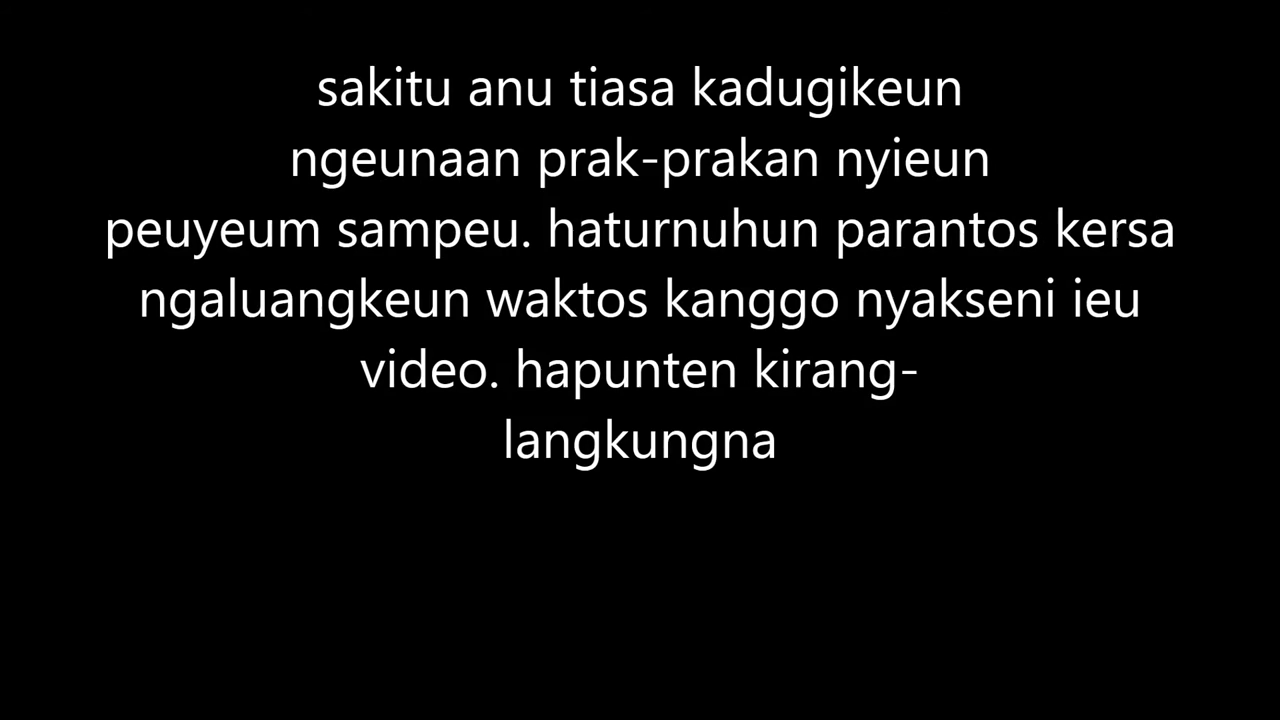 sakitu anu tiasa kadugikeun
ngeunaan prak-prakan nyieun
peuyeum sampeu. haturnuhun parantos kersa
ngaluangkeun waktos kanggo nyakseni ieu
video. hapunten kirang-
langkungna